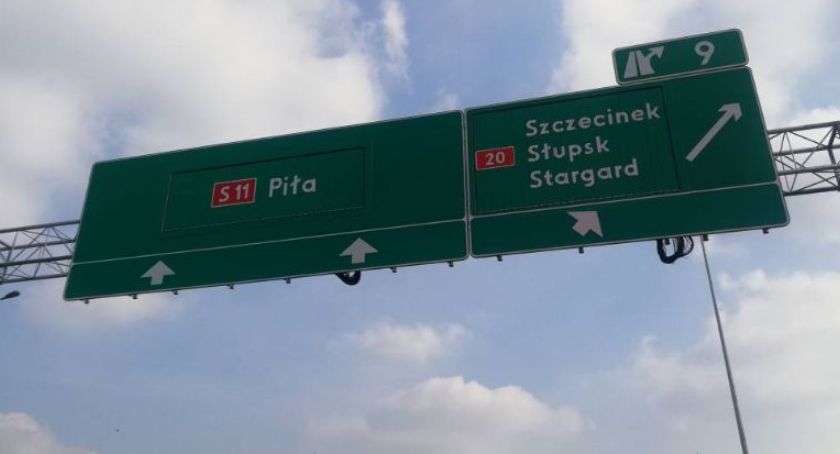 9
S11 Piła
Szczecinek
20 Słupsk
Stargard